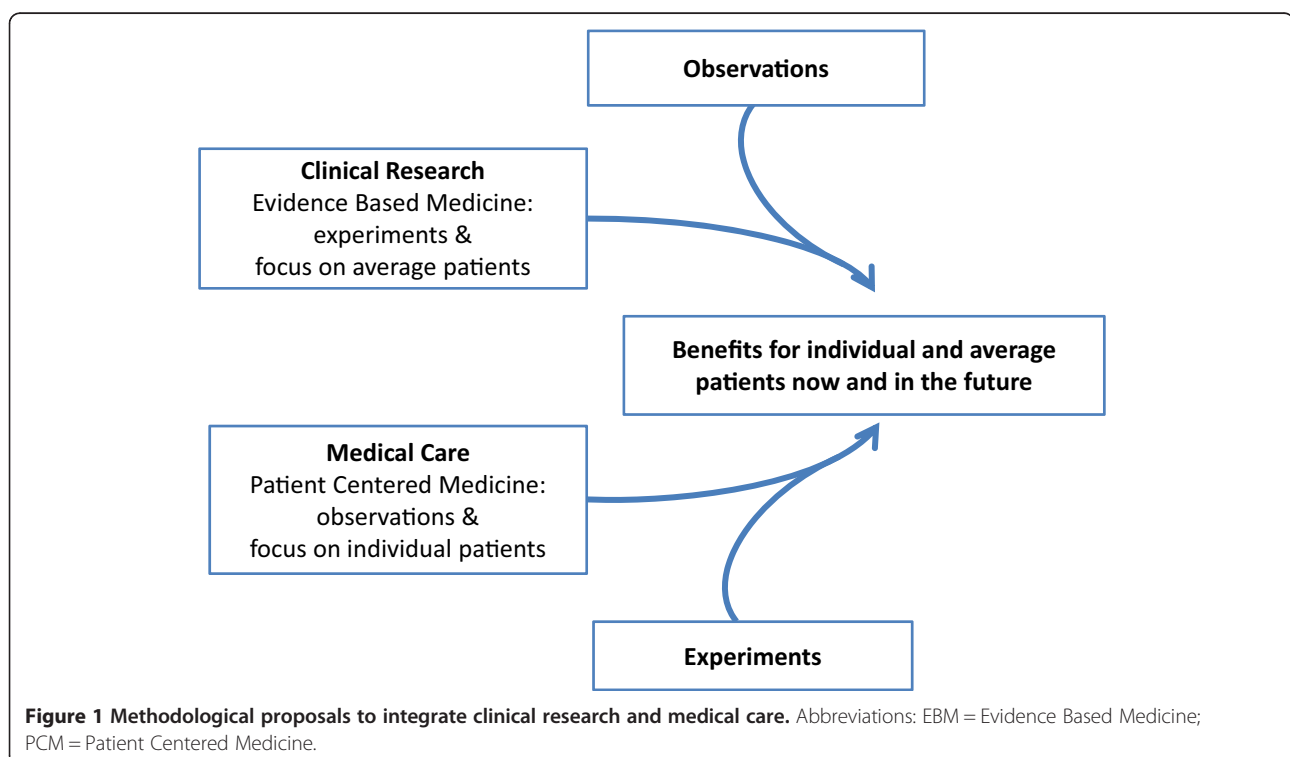 Observations
Clinical Research
Evidence Based Medicine:
experiments &
focus on average patients
Benefits for individual and average
patients now and in the future
Medical Care
Patient Centered Medicine:
observations &
focus on individual patients
Experiments
Figure 1 Methodological proposals to integrate clinical research and medical care. Abbreviations: EBM = Evidence Based Medicine;
PCM = Patient Centered Medicine.